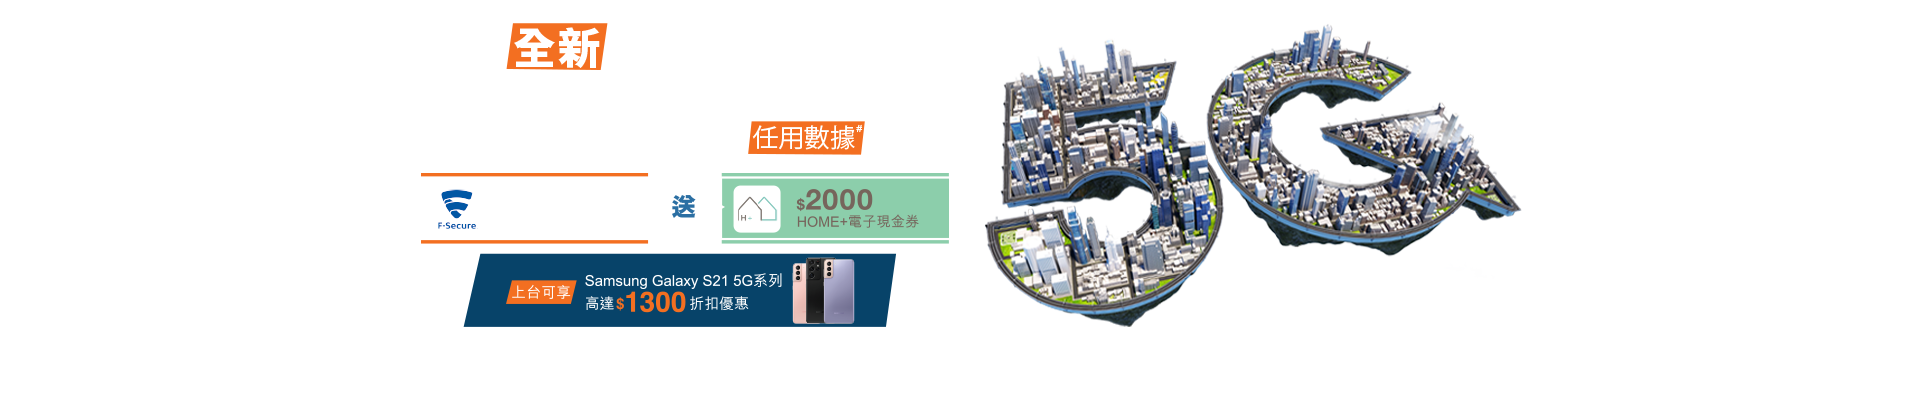 全新
任用數據#
F-Secure
送
H+
$2000
HOME+電子現金券
上台可享
Samsung Galaxy S21 5G系列
高達$1300折扣優惠
5G